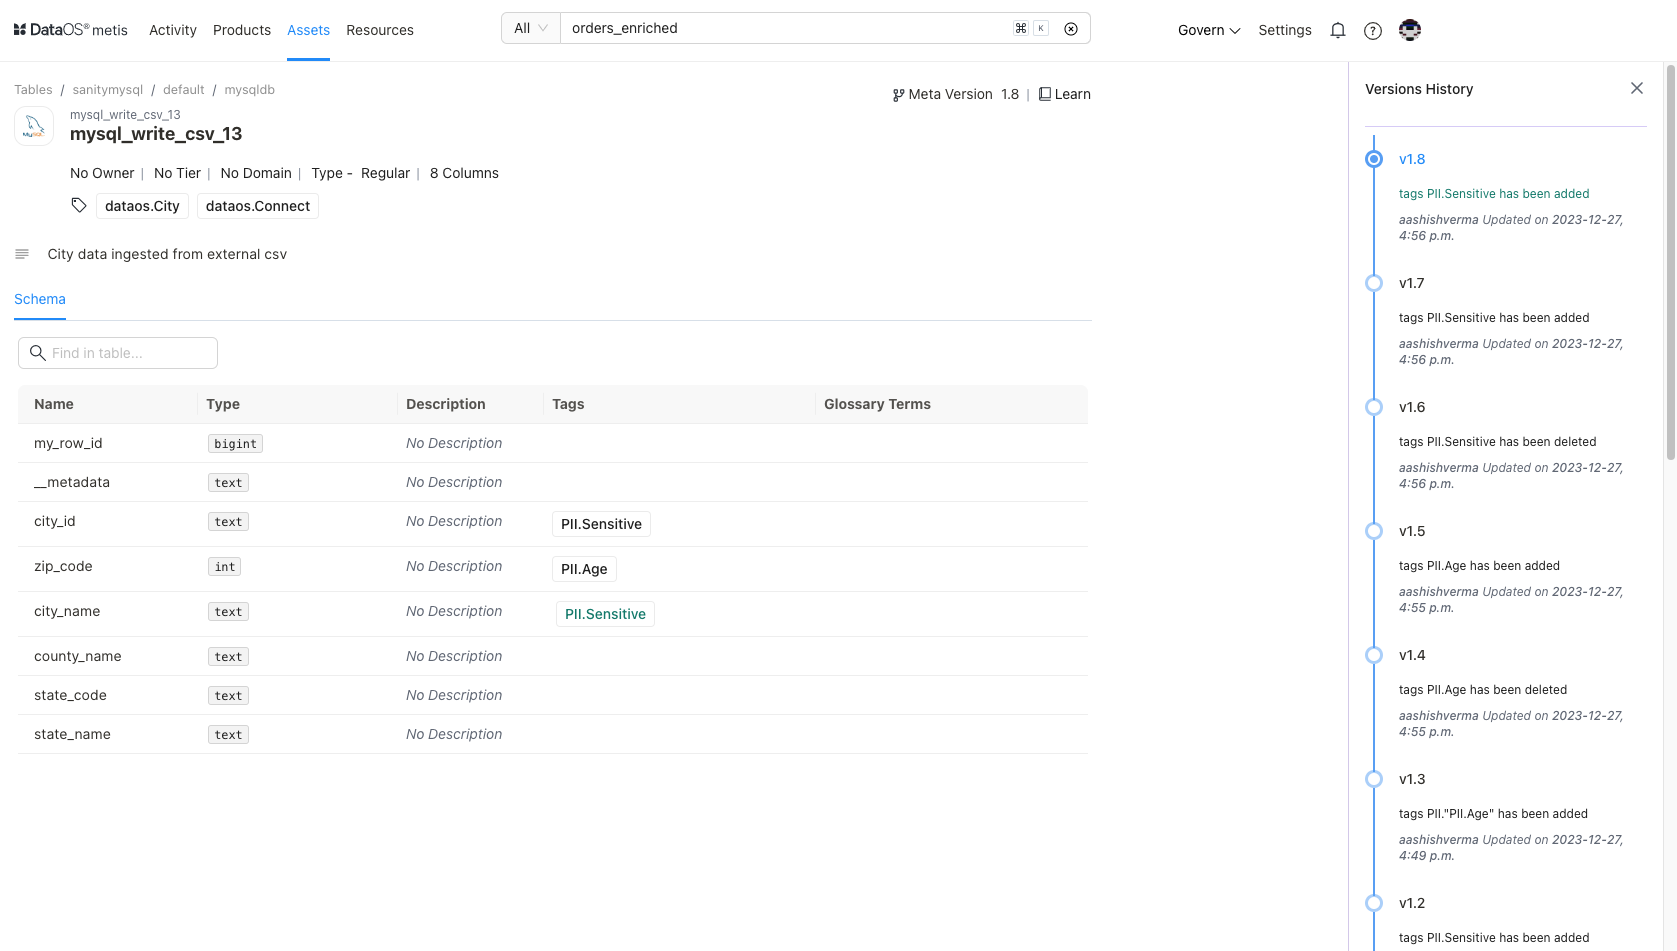 DataOS® metis Activity Products Assets Resources All orders_enriched ⌘ K Govern Settings ?
Tables / sanitymysql / default / mysqldb
Meta Version 1.8 | Learn
mysql_write_csv_13
MySQL
mysql_write_csv_13
No Owner | No Tier | No Domain | Type - Regular | 8 Columns
dataos.City dataos.Connect
City data ingested from external csv
Schema
Find in table...
Name Type Description Tags Glossary Terms
my_row_id bigint No Description
__metadata text No Description
city_id text No Description PII.Sensitive
zip_code int No Description PII.Age
city_name text No Description PII.Sensitive
county_name text No Description
state_code text No Description
state_name text No Description
Versions History
v1.8
tags PII.Sensitive has been added
aashishverma Updated on 2023-12-27,
4:56 p.m.
v1.7
tags PII.Sensitive has been added
aashishverma Updated on 2023-12-27,
4:56 p.m.
v1.6
tags PII.Sensitive has been deleted
aashishverma Updated on 2023-12-27,
4:56 p.m.
v1.5
tags PII.Age has been added
aashishverma Updated on 2023-12-27,
4:55 p.m.
v1.4
tags PII.Age has been deleted
aashishverma Updated on 2023-12-27,
4:55 p.m.
v1.3
tags PII."PII.Age" has been added
aashishverma Updated on 2023-12-27,
4:49 p.m.
v1.2
tags PII.Sensitive has been added